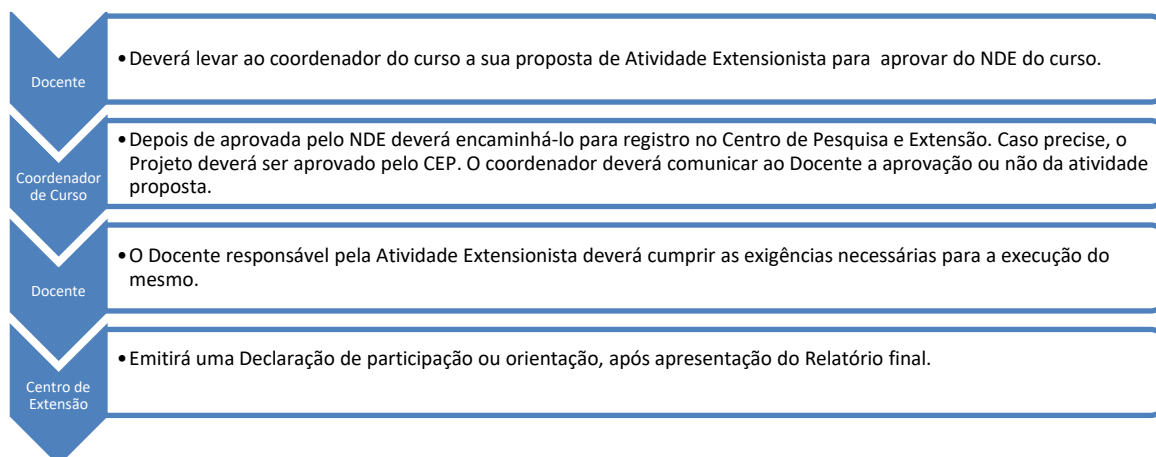 Docente
•Deverá levar ao coordenador do curso a sua proposta de Atividade Extensionista para aprovar do NDE do curso.
Coordenador
de Curso
•Depois de aprovada pelo NDE deverá encaminhá-lo para registro no Centro de Pesquisa e Extensão. Caso precise, o
Projeto deverá ser aprovado pelo CEP. O coordenador deverá comunicar ao Docente a aprovação ou não da atividade
proposta.
Docente
•O Docente responsável pela Atividade Extensionista deverá cumprir as exigências necessárias para a execução do
mesmo.
Centro de
Extensão
•Emitirá uma Declaração de participação ou orientação, após apresentação do Relatório final.